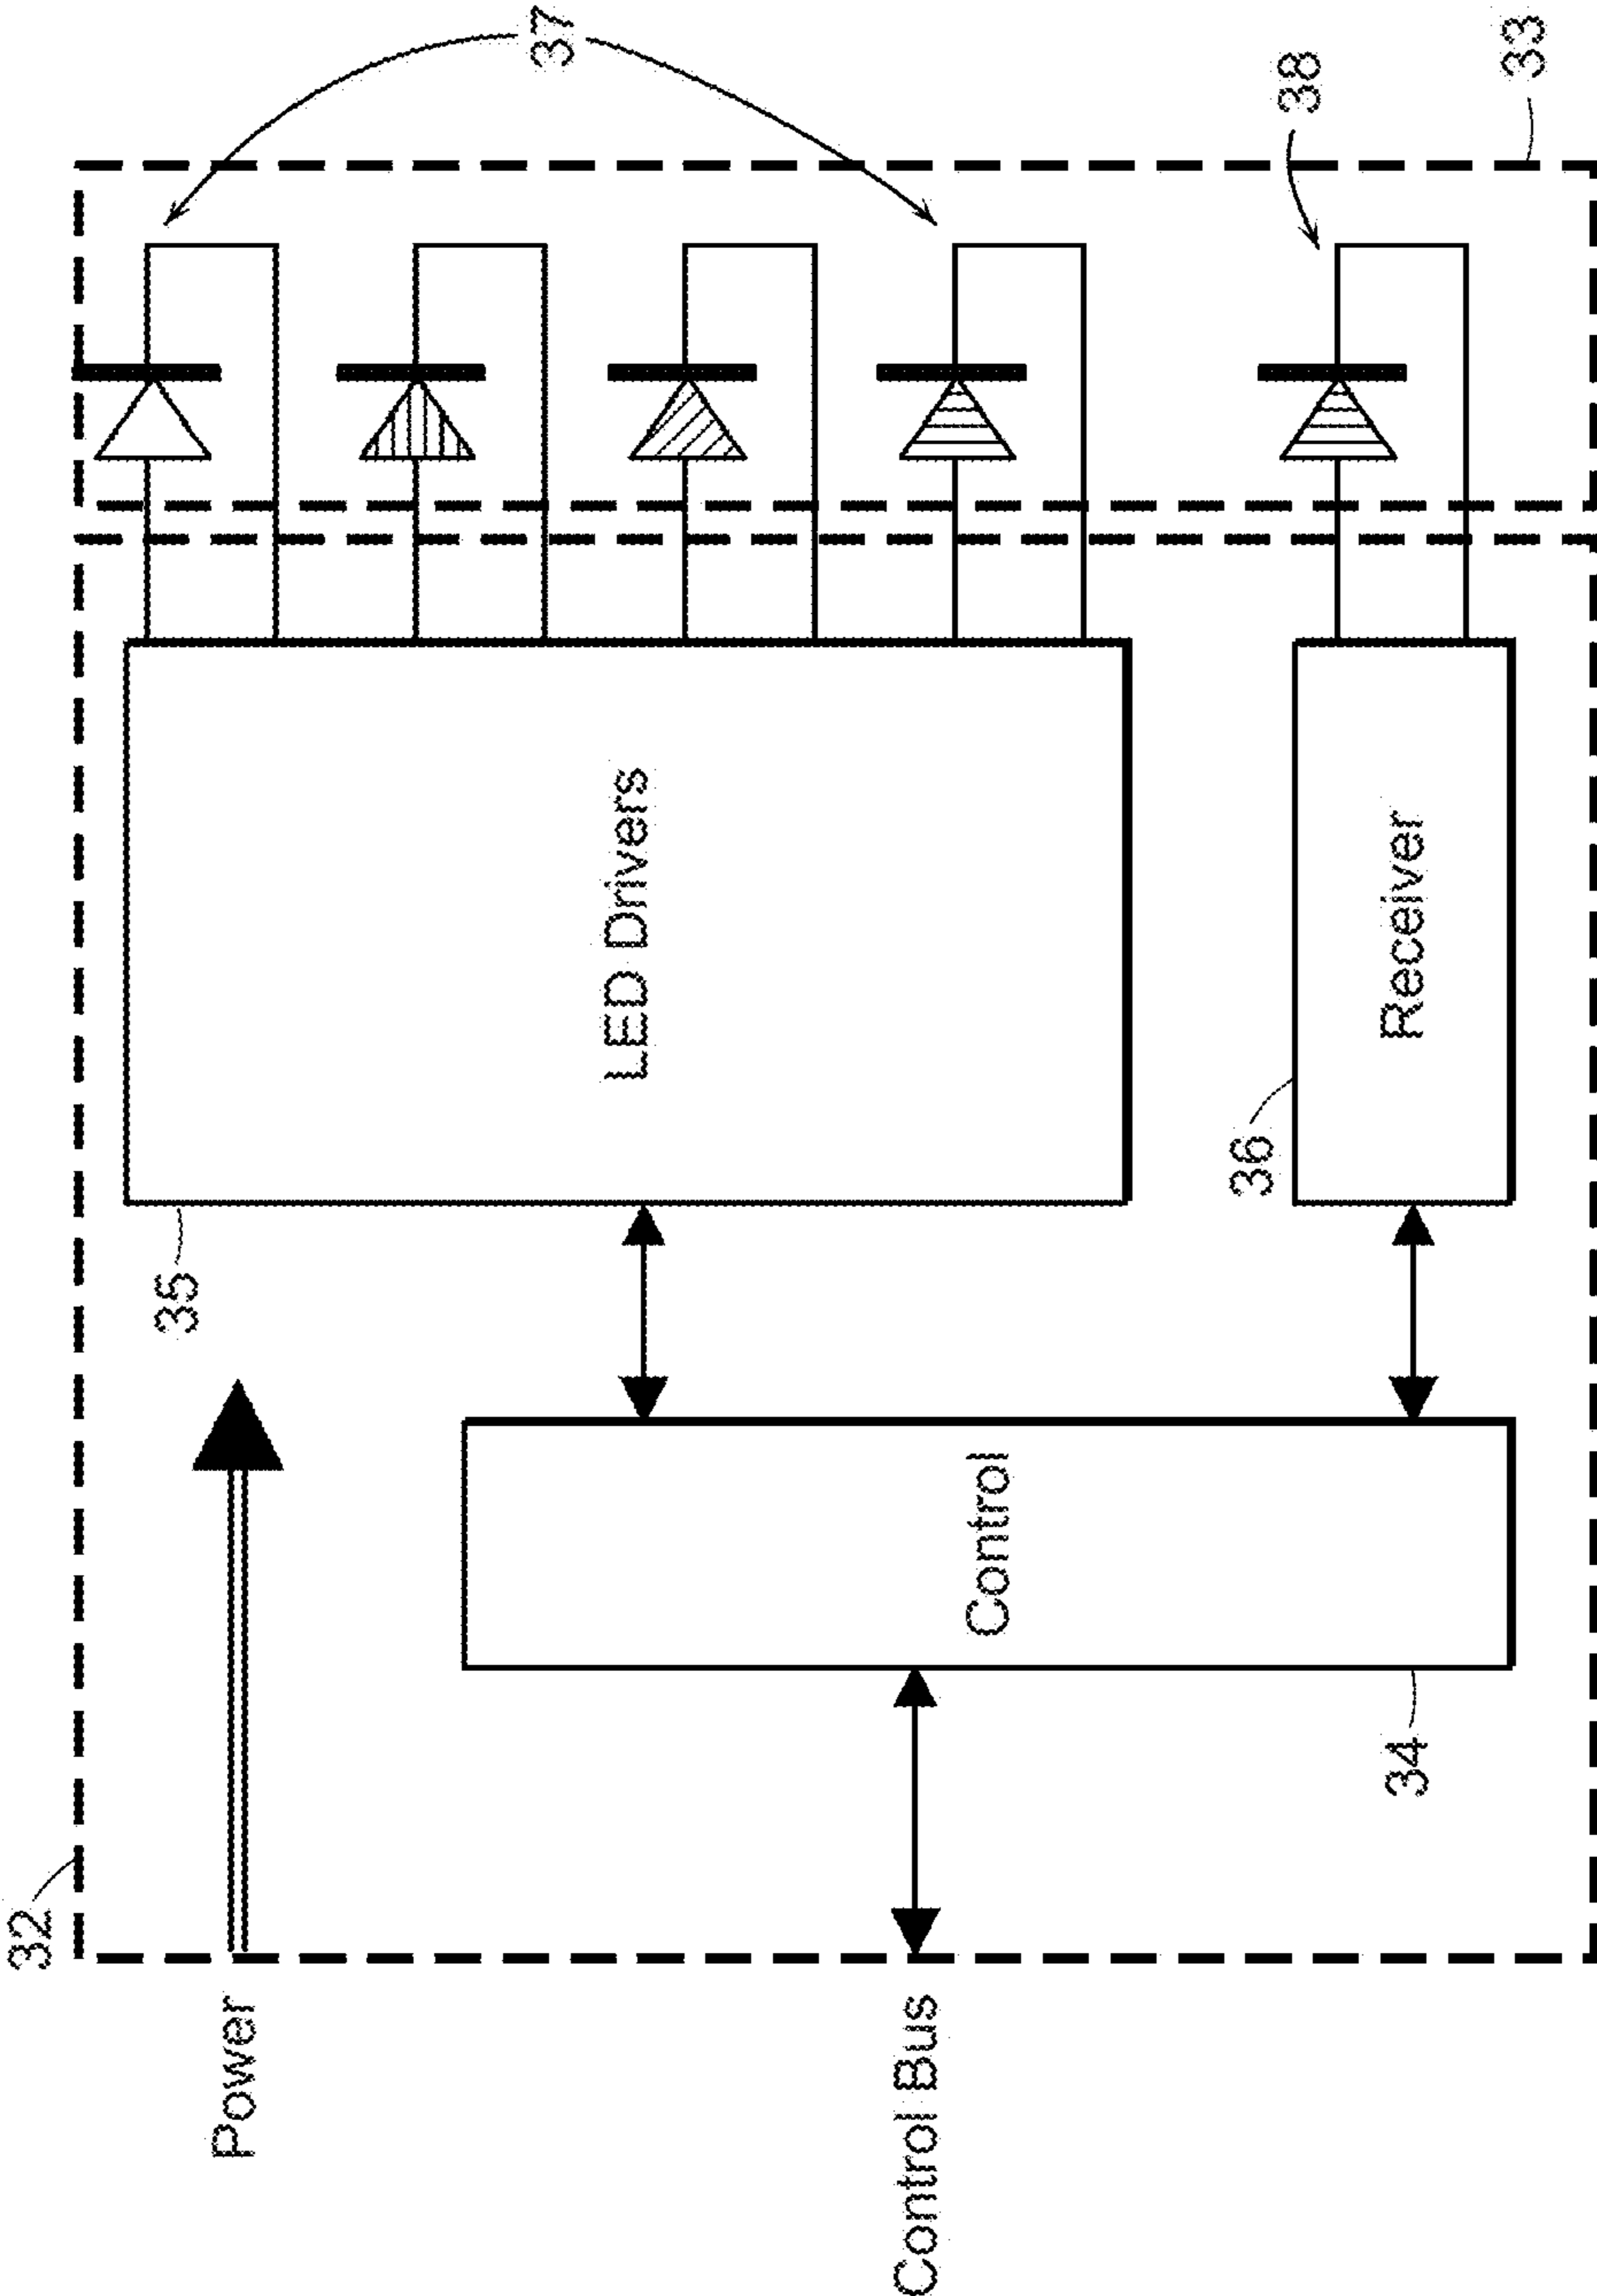 32
Power
35
LED Drivers
37
Control Bus
Control
34
36
Receiver
38
33